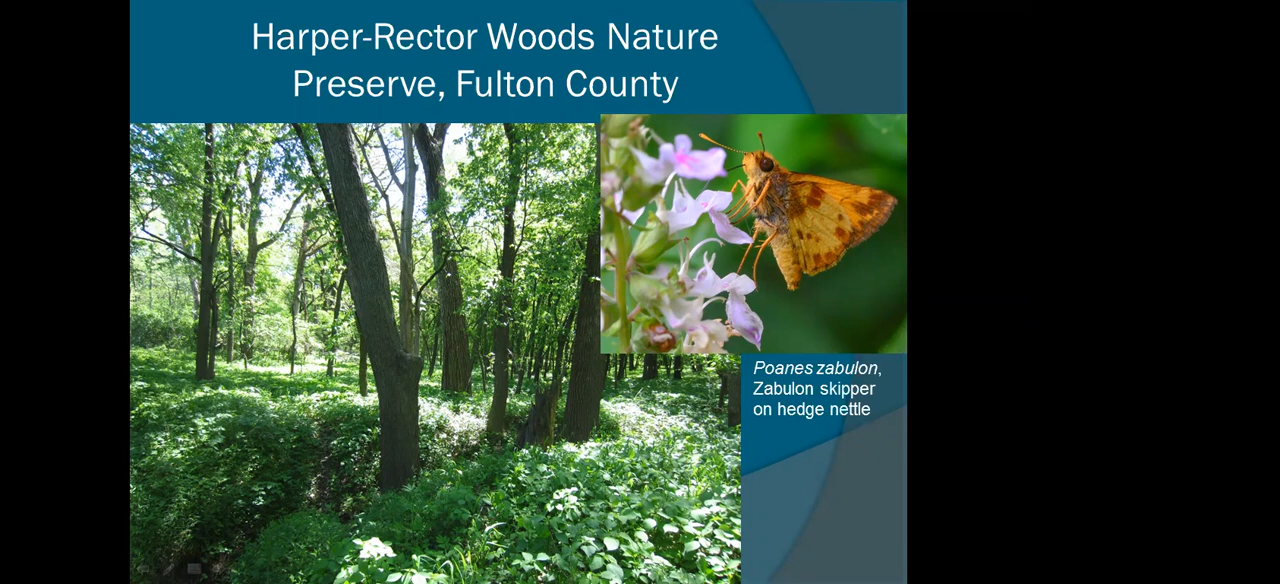 Harper-Rector Woods Nature
Preserve, Fulton County
Poanes zabulon,
Zabulon skipper
on hedge nettle